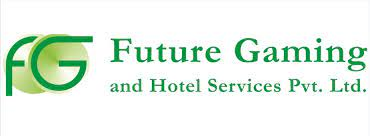 FG Future Gaming
and Hotel Services Pvt. Ltd.